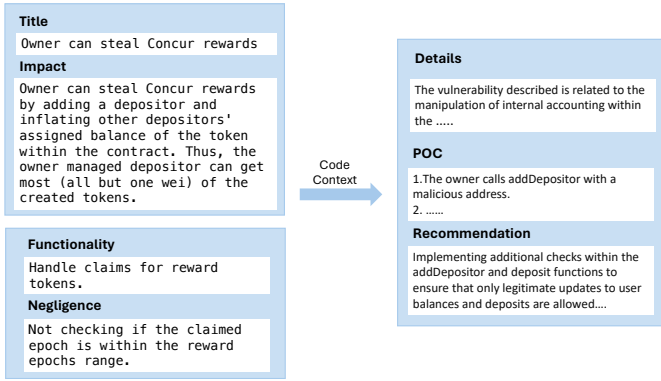 Title
Owner can steal Concur rewards
Impact
Owner can steal Concur rewards
by adding a depositor and
inflating other depositors'
assigned balance of the token
within the contract. Thus, the
owner managed depositor can get
most (all but one wei) of the
created tokens.
Functionality
Handle claims for reward
tokens.
Negligence
Not checking if the claimed
epoch is within the reward
epochs range.
Code
Context
Details
The vulnerability described is related to the
manipulation of internal accounting within
the .....
POC
1.The owner calls addDepositor with a
malicious address.
2. ......
Recommendation
Implementing additional checks within the
addDepositor and deposit functions to
ensure that only legitimate updates to user
balances and deposits are allowed....